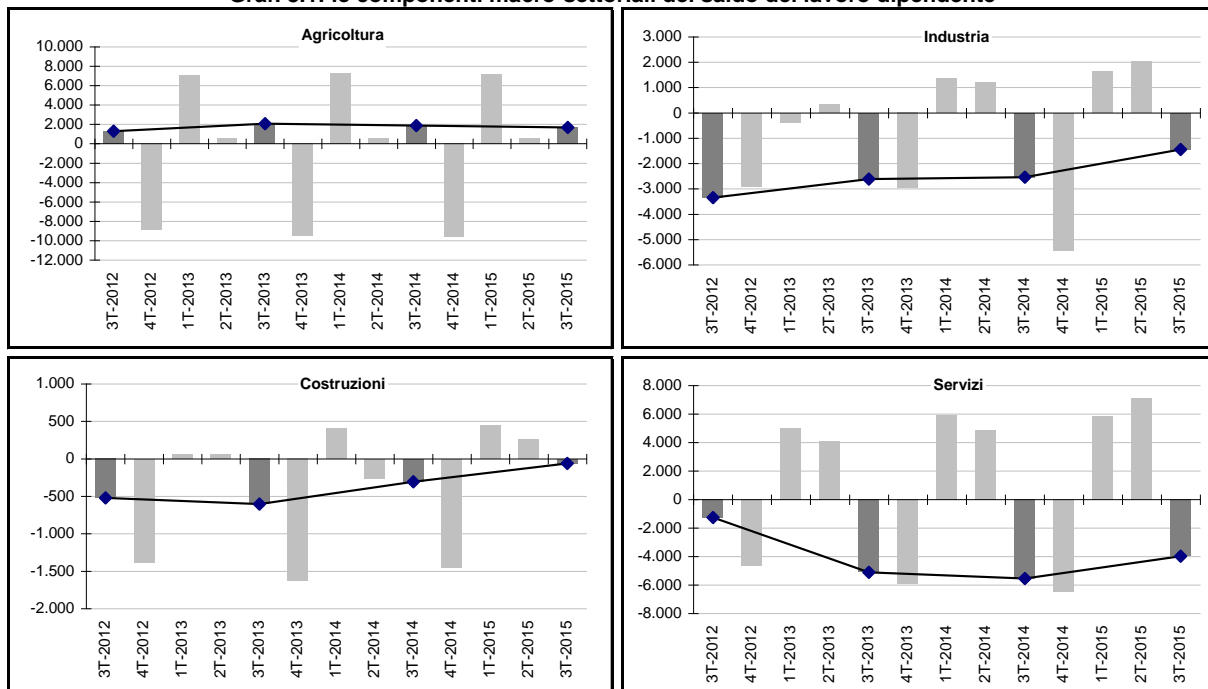 componenti macro-settoriali del saldo del lavoro dipendente
Agricoltura
10.000
8.000
6.000
4.000
2.000
0
-2.000
-4.000
-6.000
-8.000
-10.000
-12.000
3T-2012
4T-2012
1T-2013
2T-2013
3T-2013
4T-2013
1T-2014
2T-2014
3T-2014
4T-2014
1T-2015
2T-2015
3T-2015
Industria
3.000
2.000
1.000
0
-1.000
-2.000
-3.000
-4.000
-5.000
-6.000
3T-2012
4T-2012
1T-2013
2T-2013
3T-2013
4T-2013
1T-2014
2T-2014
3T-2014
4T-2014
1T-2015
2T-2015
3T-2015
Costruzioni
1.000
500
0
-500
-1.000
-1.500
-2.000
3T-2012
4T-2012
1T-2013
2T-2013
3T-2013
4T-2013
1T-2014
2T-2014
3T-2014
4T-2014
1T-2015
2T-2015
3T-2015
Servizi
8.000
6.000
4.000
2.000
0
-2.000
-4.000
-6.000
-8.000
3T-2012
4T-2012
1T-2013
2T-2013
3T-2013
4T-2013
1T-2014
2T-2014
3T-2014
4T-2014
1T-2015
2T-2015
3T-2015